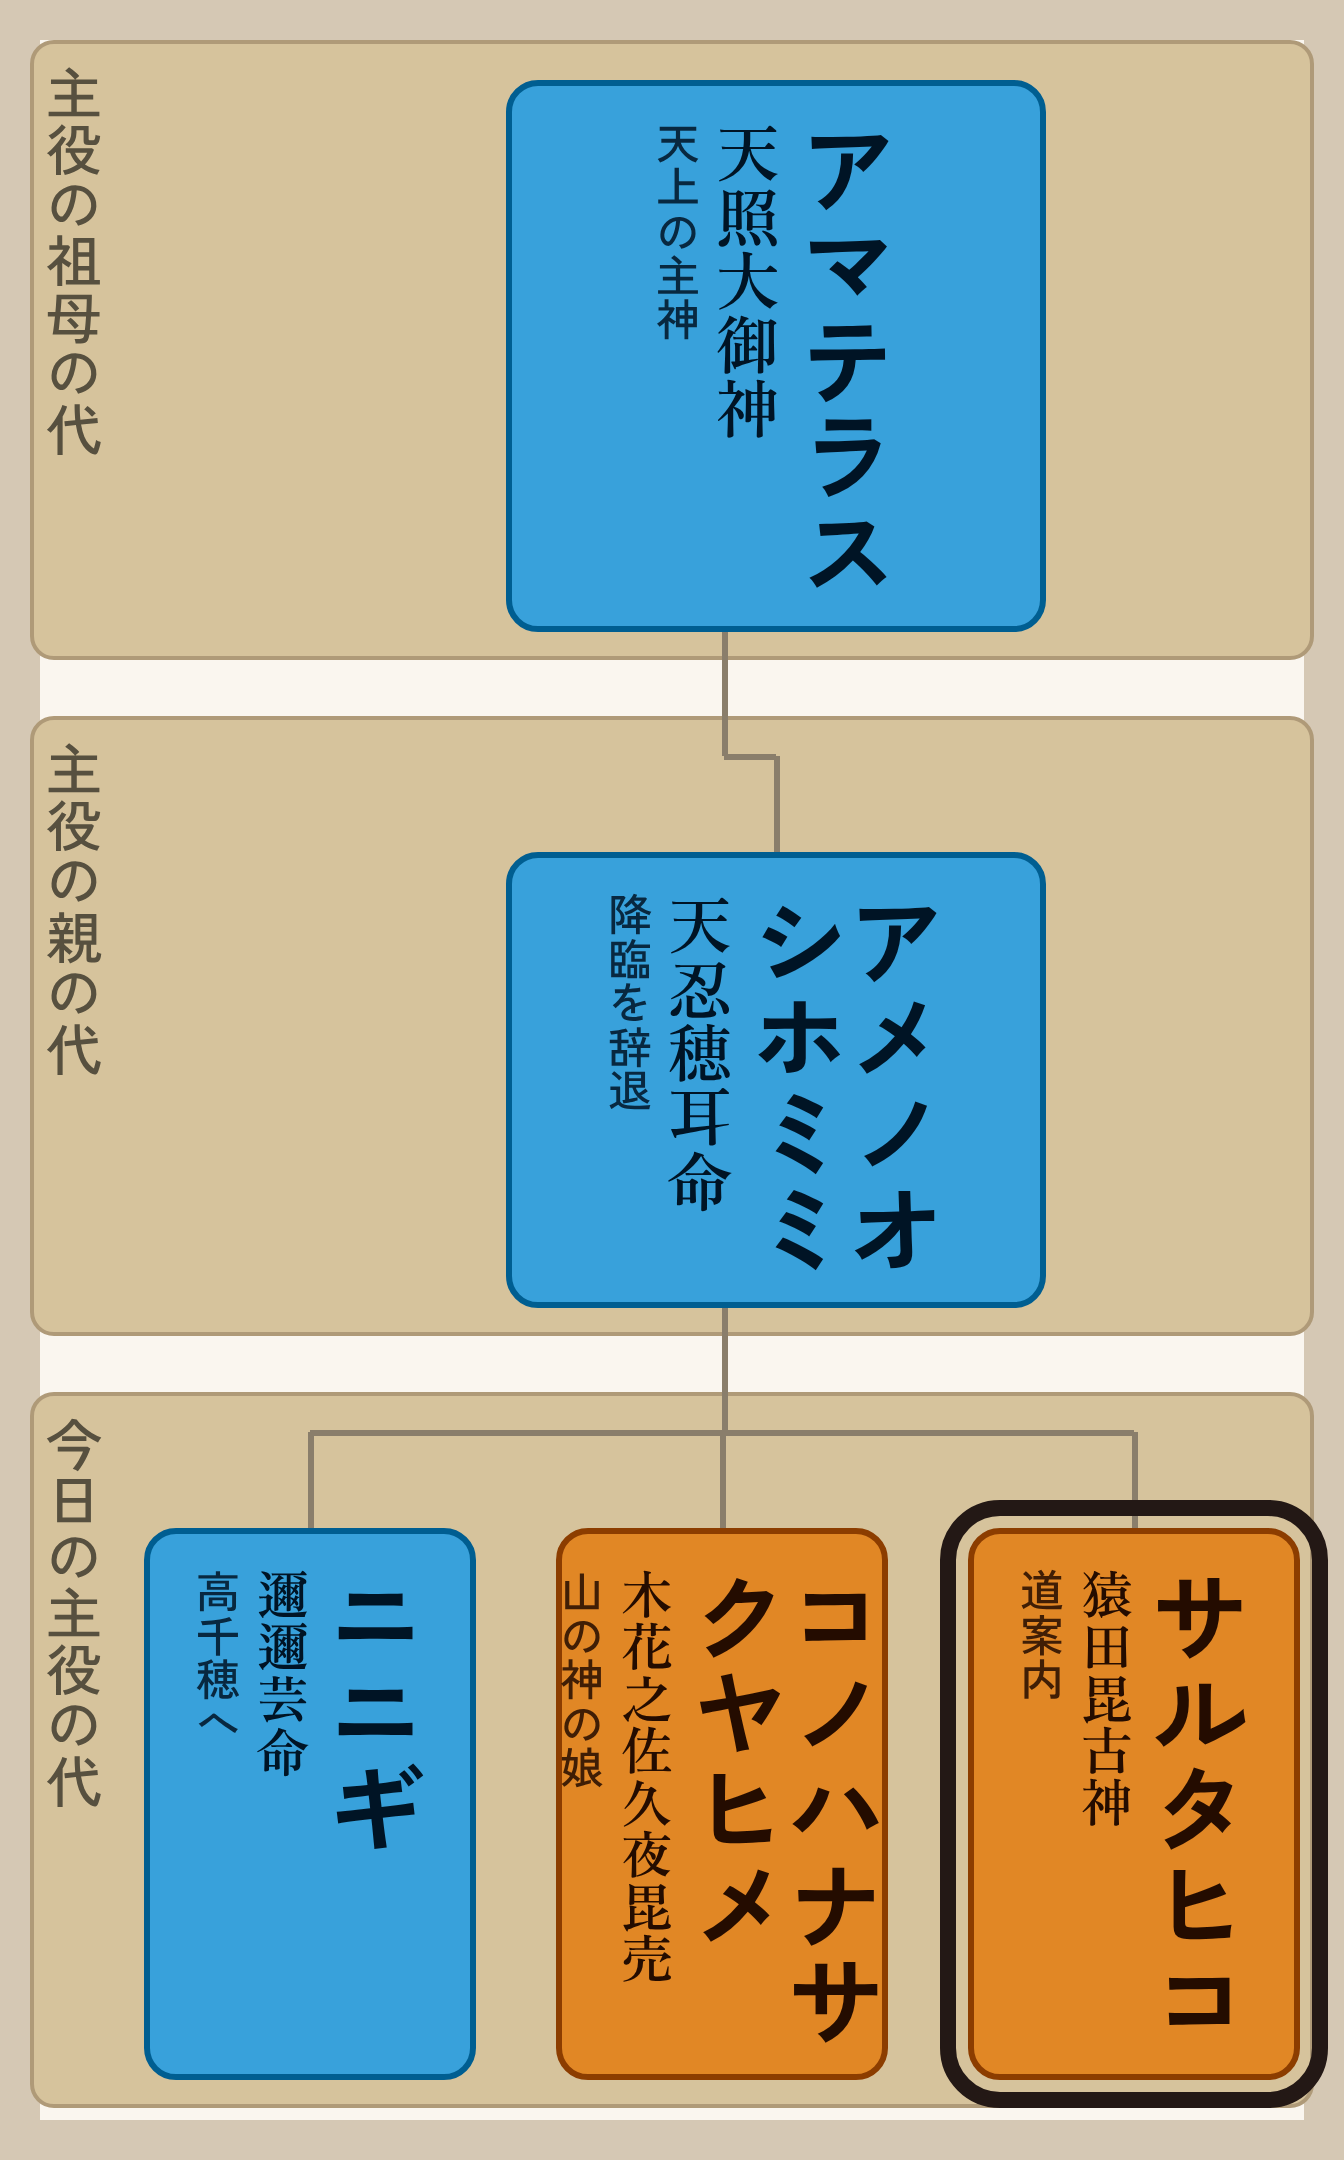 主役の祖母の代
アマテラス
天照大御神
天上の主神
主役の親の代
アメノオ
シホミミ
天忍穂耳命
降臨を辞退
今日の主役の代
ニニギ
邇邇芸命
高千穂へ
コノハナサ
クヤヒメ
木花之佐久夜毘売
山の神の娘
サルタヒコ
猿田毘古神
道案内